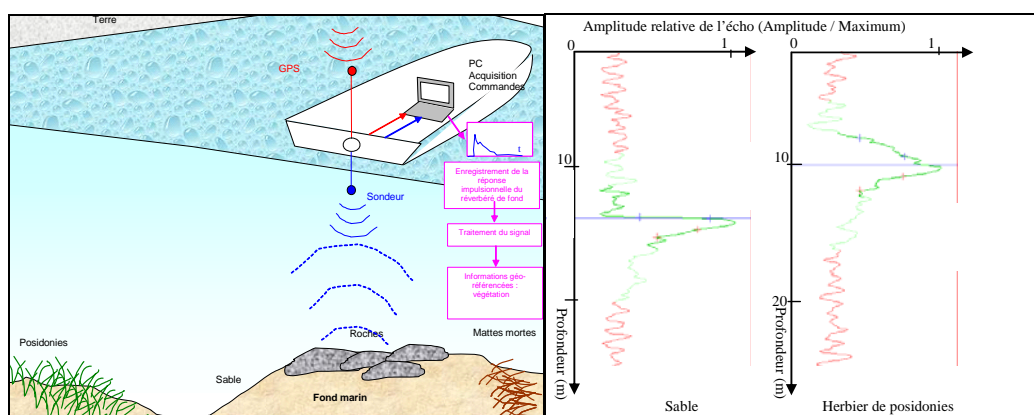 Terre
GPS
PC
Acquisition
Commandes
t
Enregistrement de la
réponse
impulsionnelle du
réverbéré de fond.
Sondeur
Traitement du signal
Informations géo-
référencées :
végétation
Roches
Mattes mortes
Posidonies
Sable
Fond marin
Amplitude relative de l'écho (Amplitude / Maximum)
0
1
10
Profondeur (m)
Sable
0
1
10
20
Profondeur (m)
Herbier de posidonies